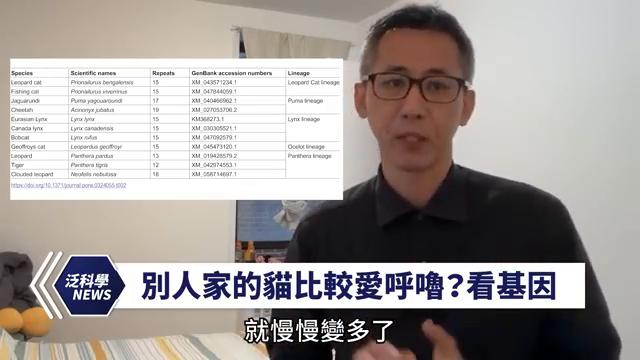 Species Scientific names Repeats GenBank accession numbers Lineage
Leopard cat Prionailurus bengalensis 15 XM_043571234.1 Leopard Cat lineage
Fishing cat Prionailurus viverrinus 15 XM_047844059.1
Jaguarundi Puma yagouaroundi 17 XM_040466962.1 Puma lineage
Cheetah Acinonyx jubatus 19 XM_027053706.2
Eurasian Lynx Lynx lynx 15 KM368273.1 Lynx lineage
Canada lynx Lynx canadensis 15 XM_030305521.1
Bobcat Lynx rufus 15 XM_047092579.1
Geoffroys cat Leopardus geoffroyi 15 XM_045473120.1 Ocelot lineage
Leopard Panthera pardus 13 XM_019428579.2 Panthera lineage
Tiger Panthera tigris 12 XM_042974553.1
Clouded leopard Neofelis nebulosa 18 XM_058714697.1
https://doi.org/10.1371/journal.pone.0324055.t002
泛科學
NEWS
別人家的貓比較愛呼嚕?看基因
就慢慢變多了